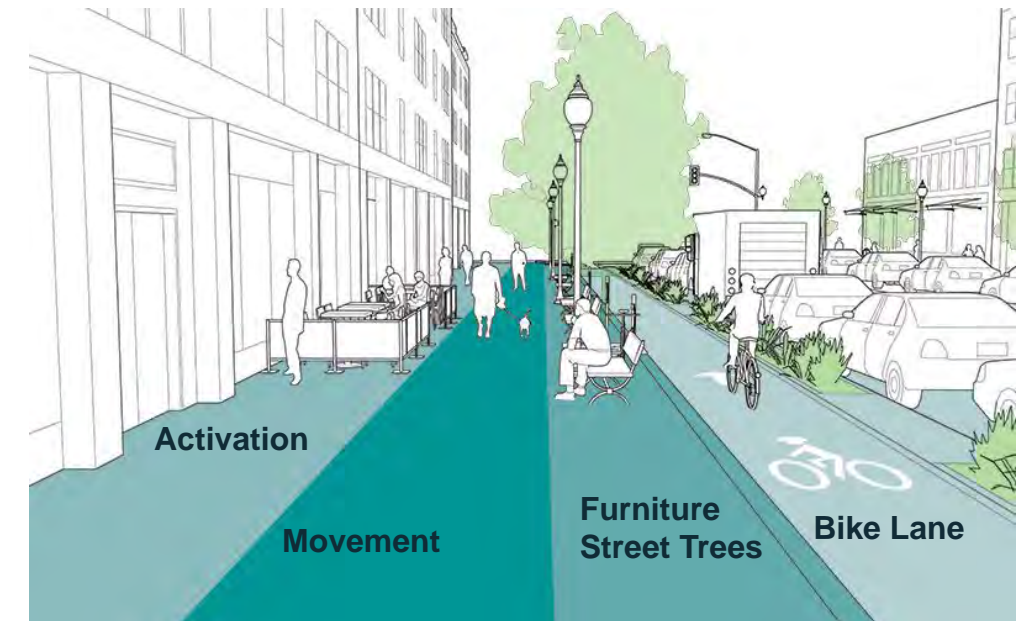 Activation
Movement
Furniture
Street Trees
Bike Lane